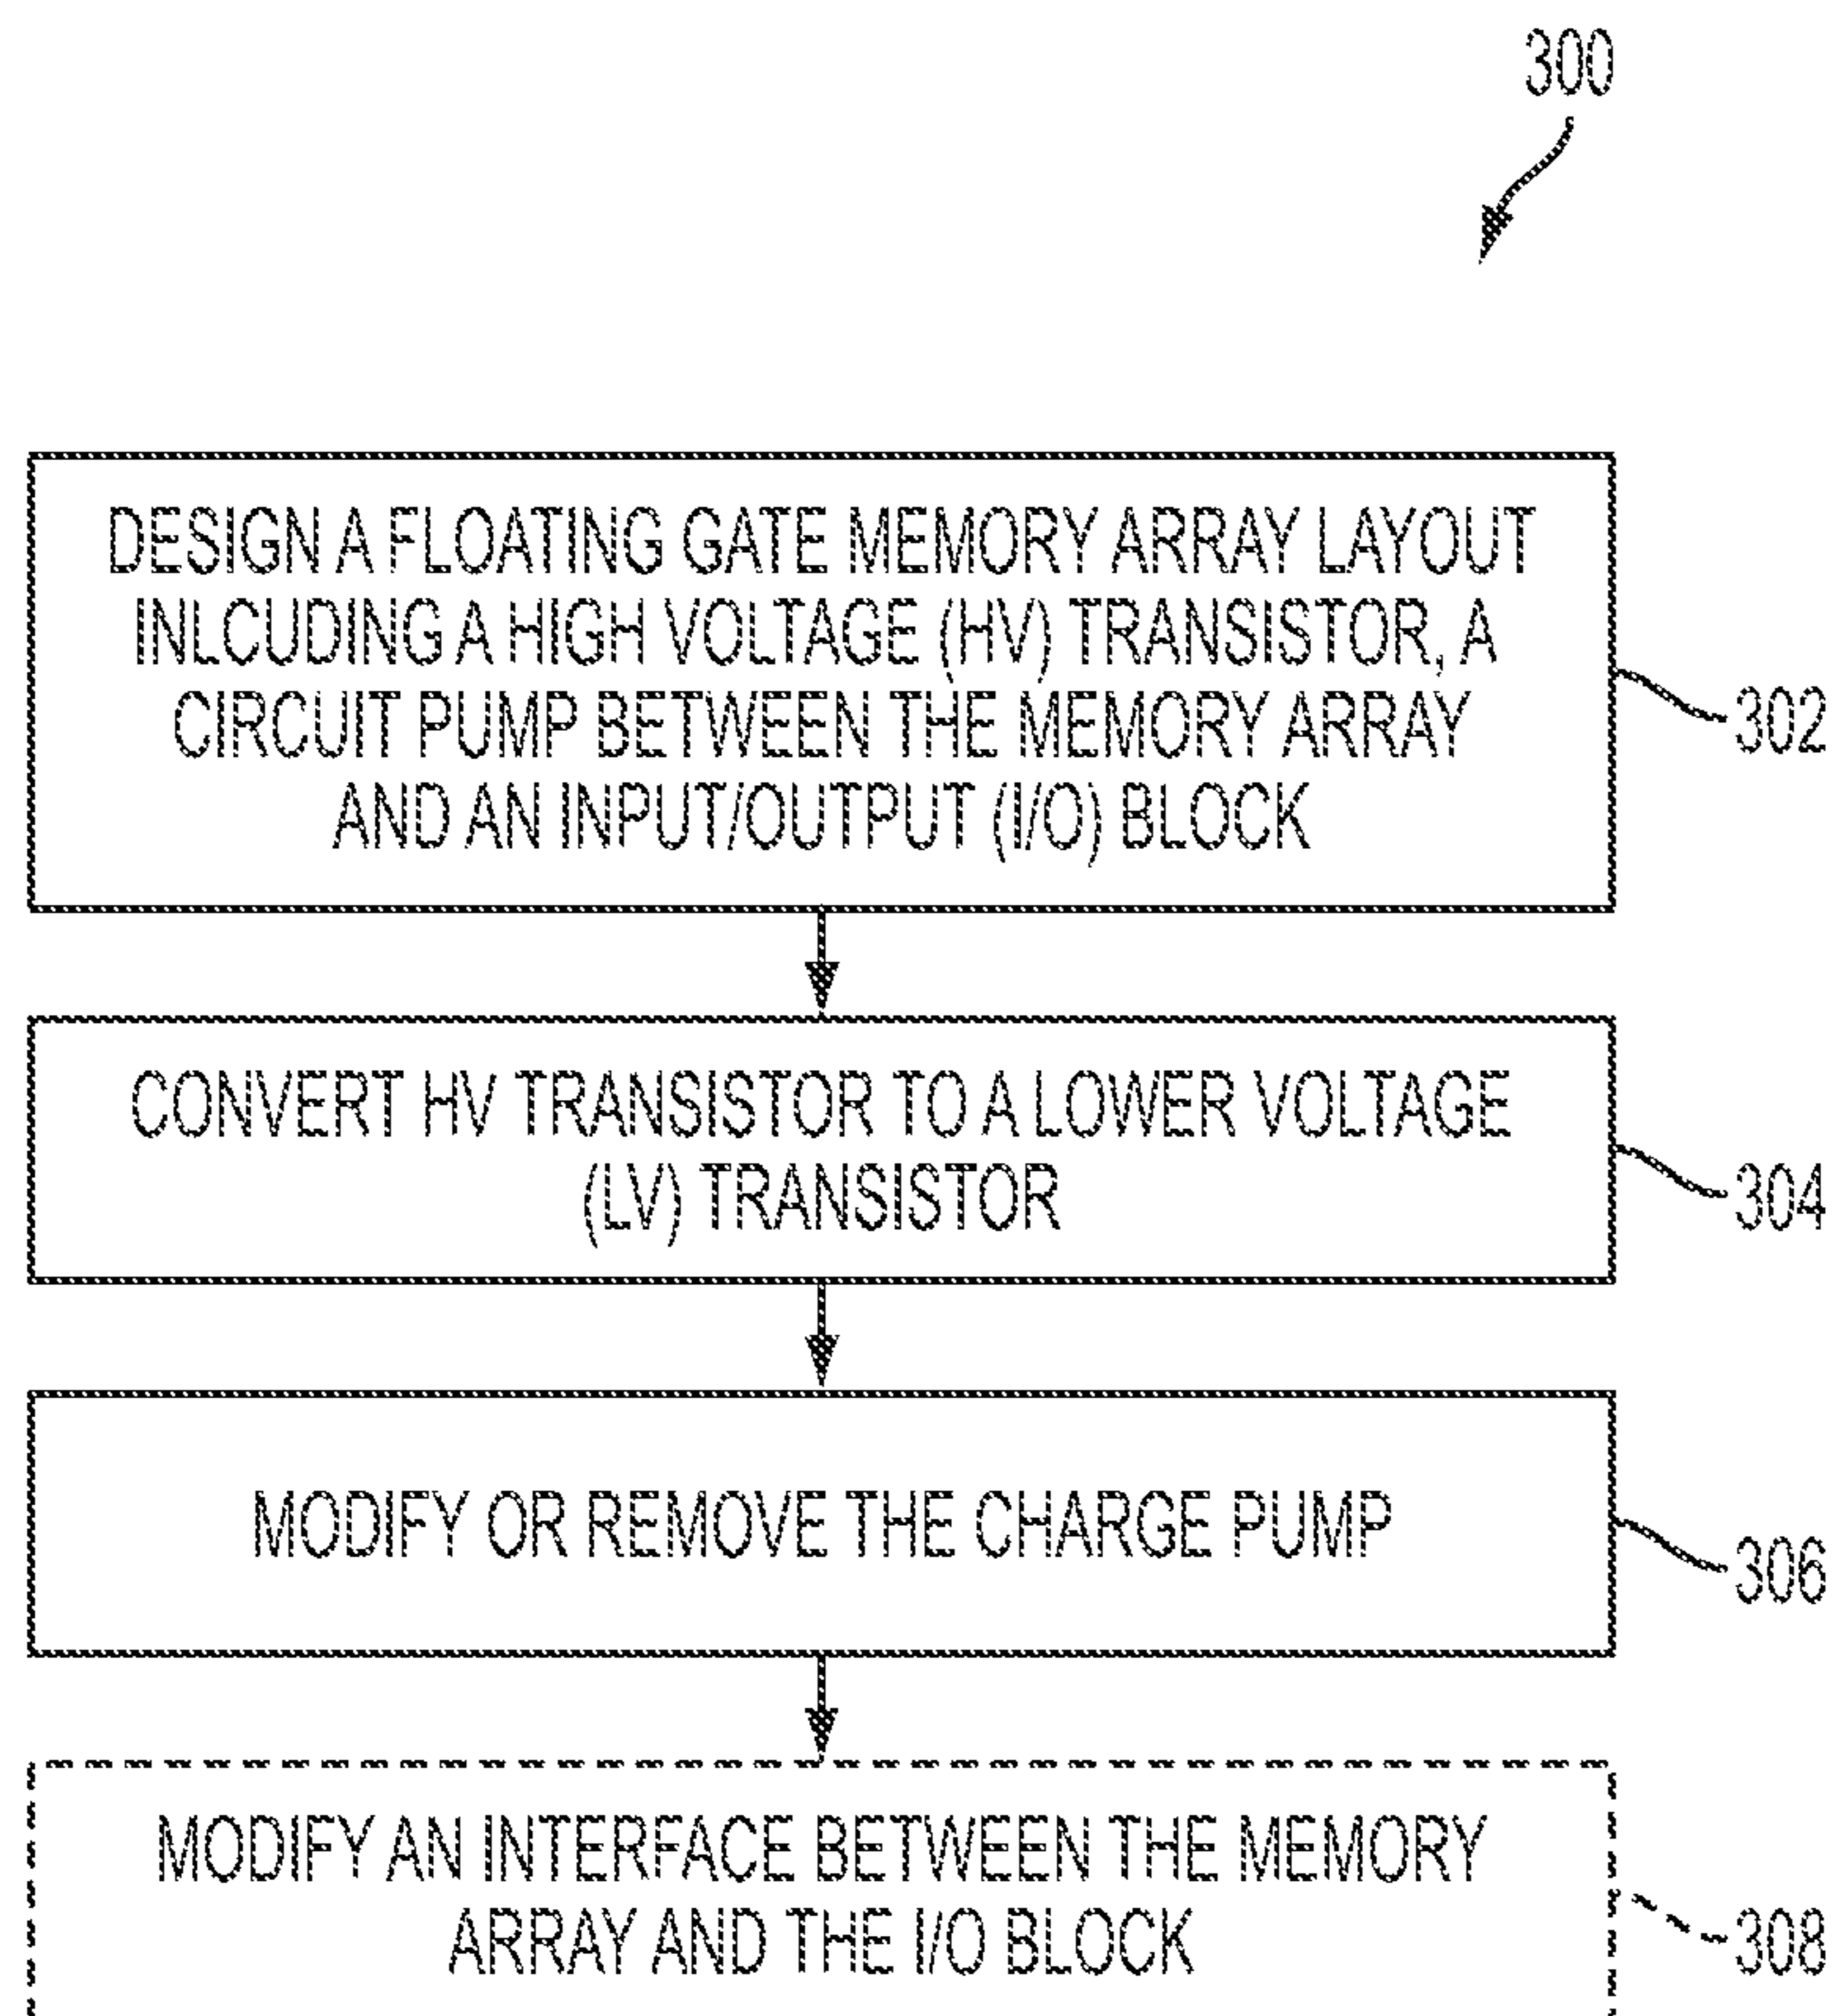 300
DESIGN A FLOATING GATE MEMORY ARRAY LAYOUT
INLCUDING A HIGH VOLTAGE (HV) TRANSISTOR, A
CIRCUIT PUMP BETWEEN THE MEMORY ARRAY
AND AN INPUT/OUTPUT (I/O) BLOCK
302
CONVERT HV TRANSISTOR TO A LOWER VOLTAGE
(LV) TRANSISTOR
304
MODIFY OR REMOVE THE CHARGE PUMP
306
MODIFY AN INTERFACE BETWEEN THE MEMORY
ARRAY AND THE I/O BLOCK
308